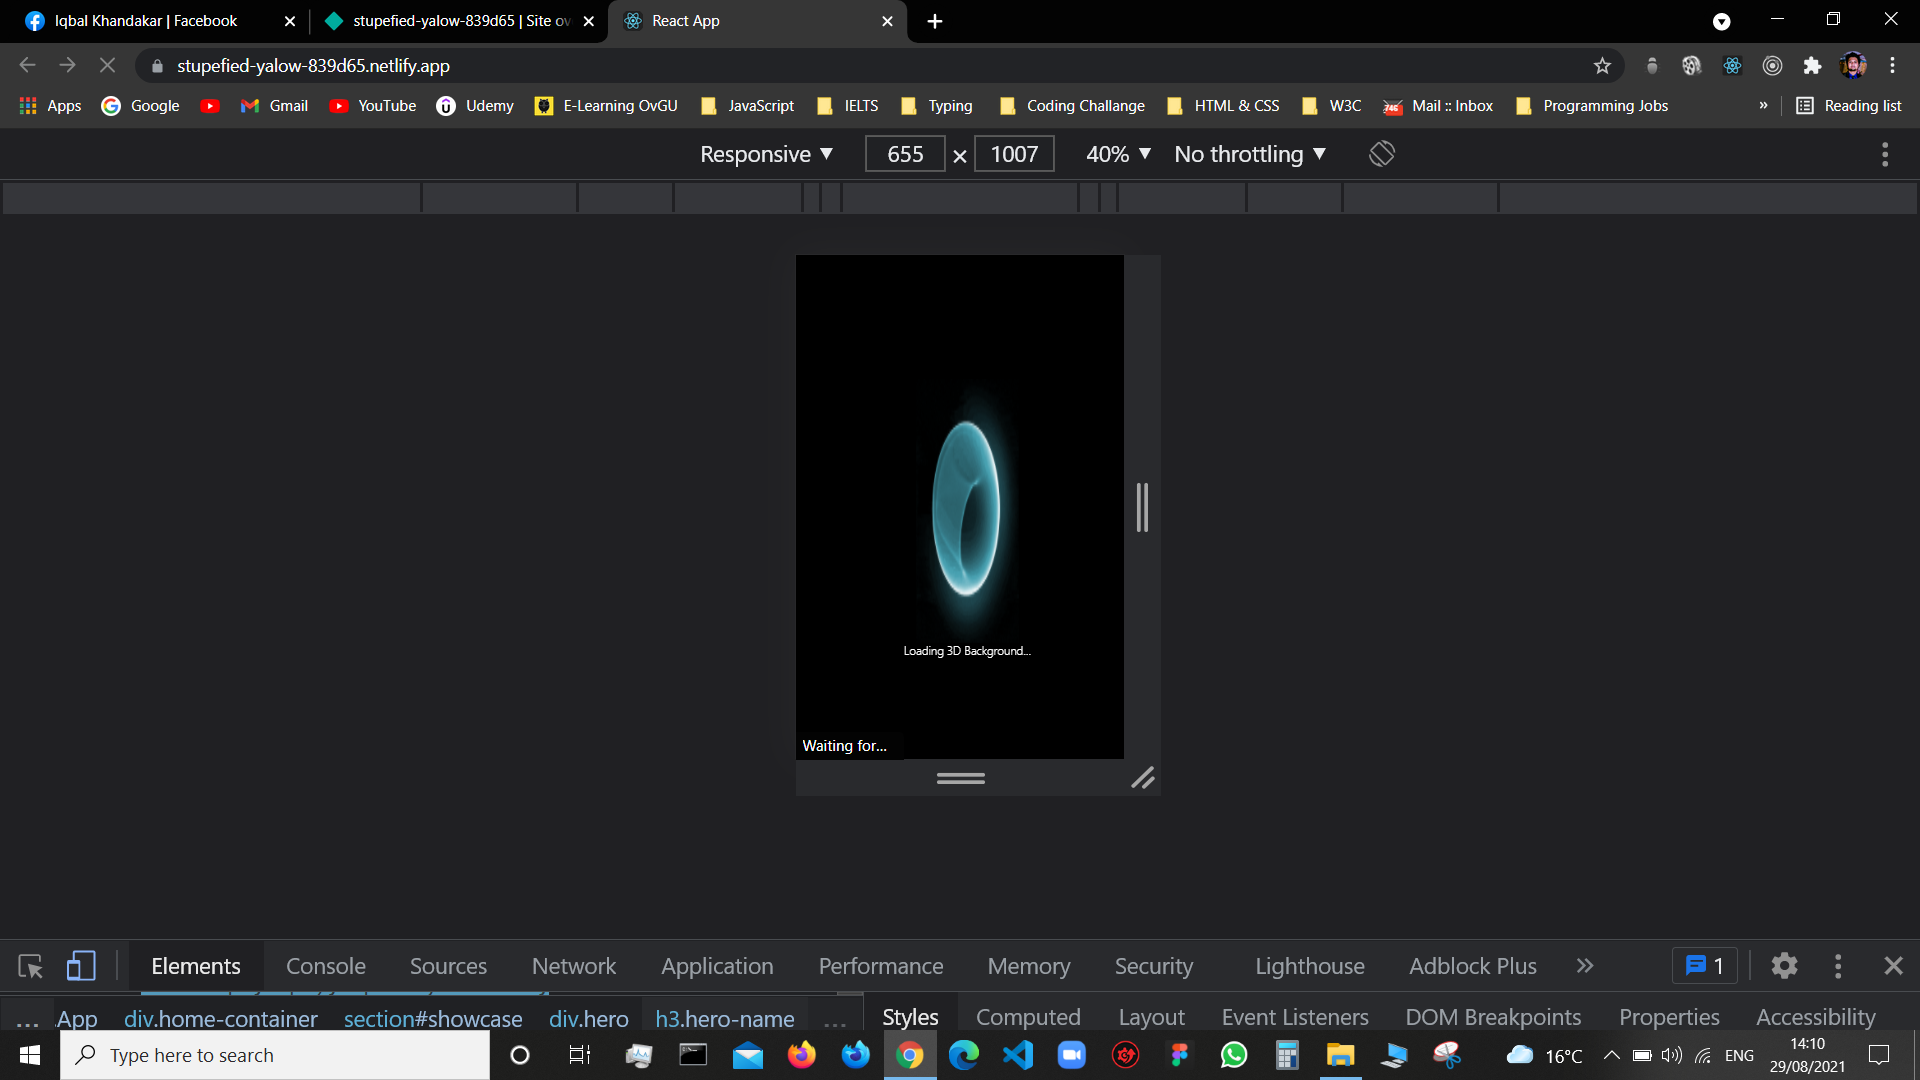 Iqbal Khandakar | Facebook
stupefied-yalow-839d65 | Site ov
React App
stupefied-yalow-839d65.netlify.app
Apps Google Gmail YouTube Udemy E-Learning OvGU JavaScript IELTS Typing Coding Challange HTML & CSS W3C Mail :: Inbox Programming Jobs » Reading list
Responsive ▼ 655 × 1007 40% ▼ No throttling ▼
Loading 3D Background...
Waiting for...
Elements Console Sources Network Application Performance Memory Security Lighthouse Adblock Plus » 1
... .App div.home-container section#showcase div.hero h3.hero-name ...
Styles Computed Layout Event Listeners DOM Breakpoints Properties Accessibility
Type here to search
16°C ENG
14:10
29/08/2021